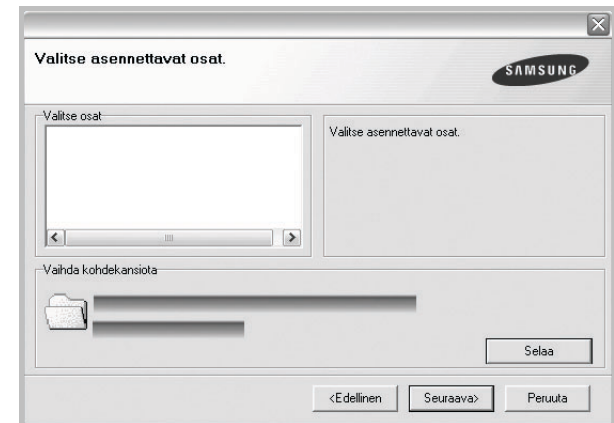 Valitse asennettavat osat.
SAMSUNG
Valitse osat
Valitse asennettavat osat.
Vaihda kohdekansiota
Selaa
<Edellinen
Seuraava>
Peruuta